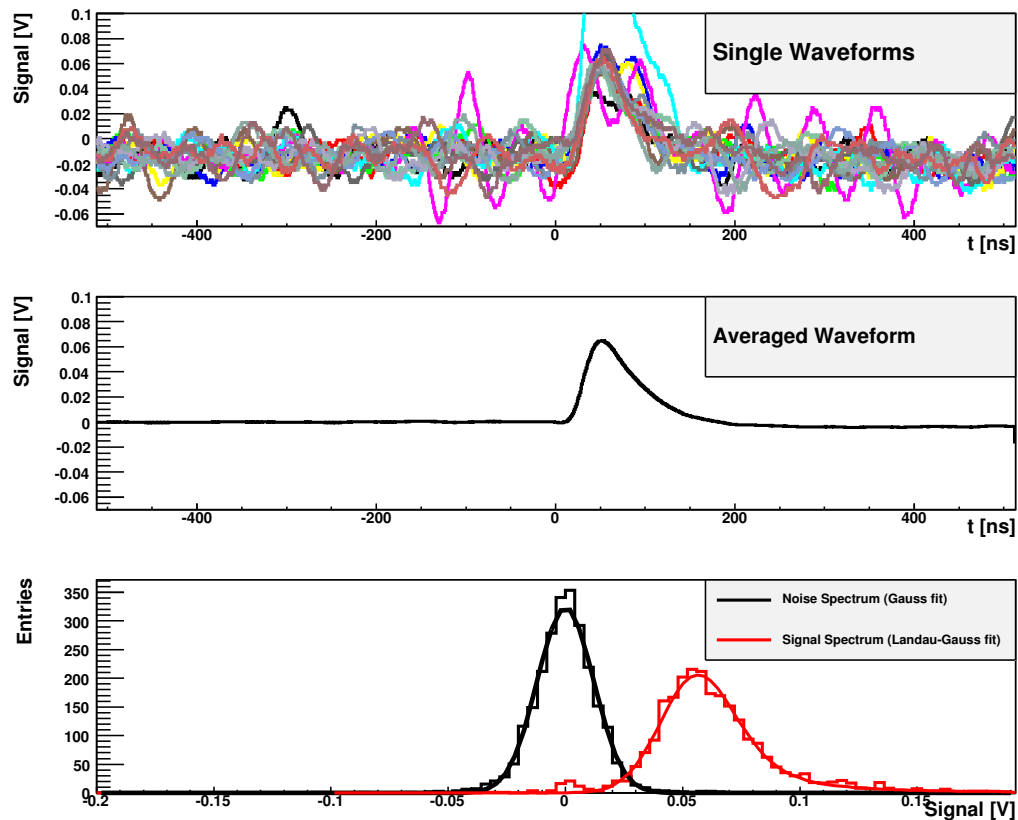 Signal [V]
0.1
0.08
0.06
0.04
0.02
0
-0.02
-0.04
-0.06
Single Waveforms
-400 -200 0 200 400
t [ns]
Signal [V]
0.1
0.08
0.06
0.04
0.02
0
-0.02
-0.04
-0.06
Averaged Waveform
-400 -200 0 200 400
t [ns]
Entries
350
300
250
200
150
100
50
0
Noise Spectrum (Gauss fit)
Signal Spectrum (Landau-Gauss fit)
-0.2 -0.15 -0.1 -0.05 0 0.05 0.1 0.15
Signal [V]